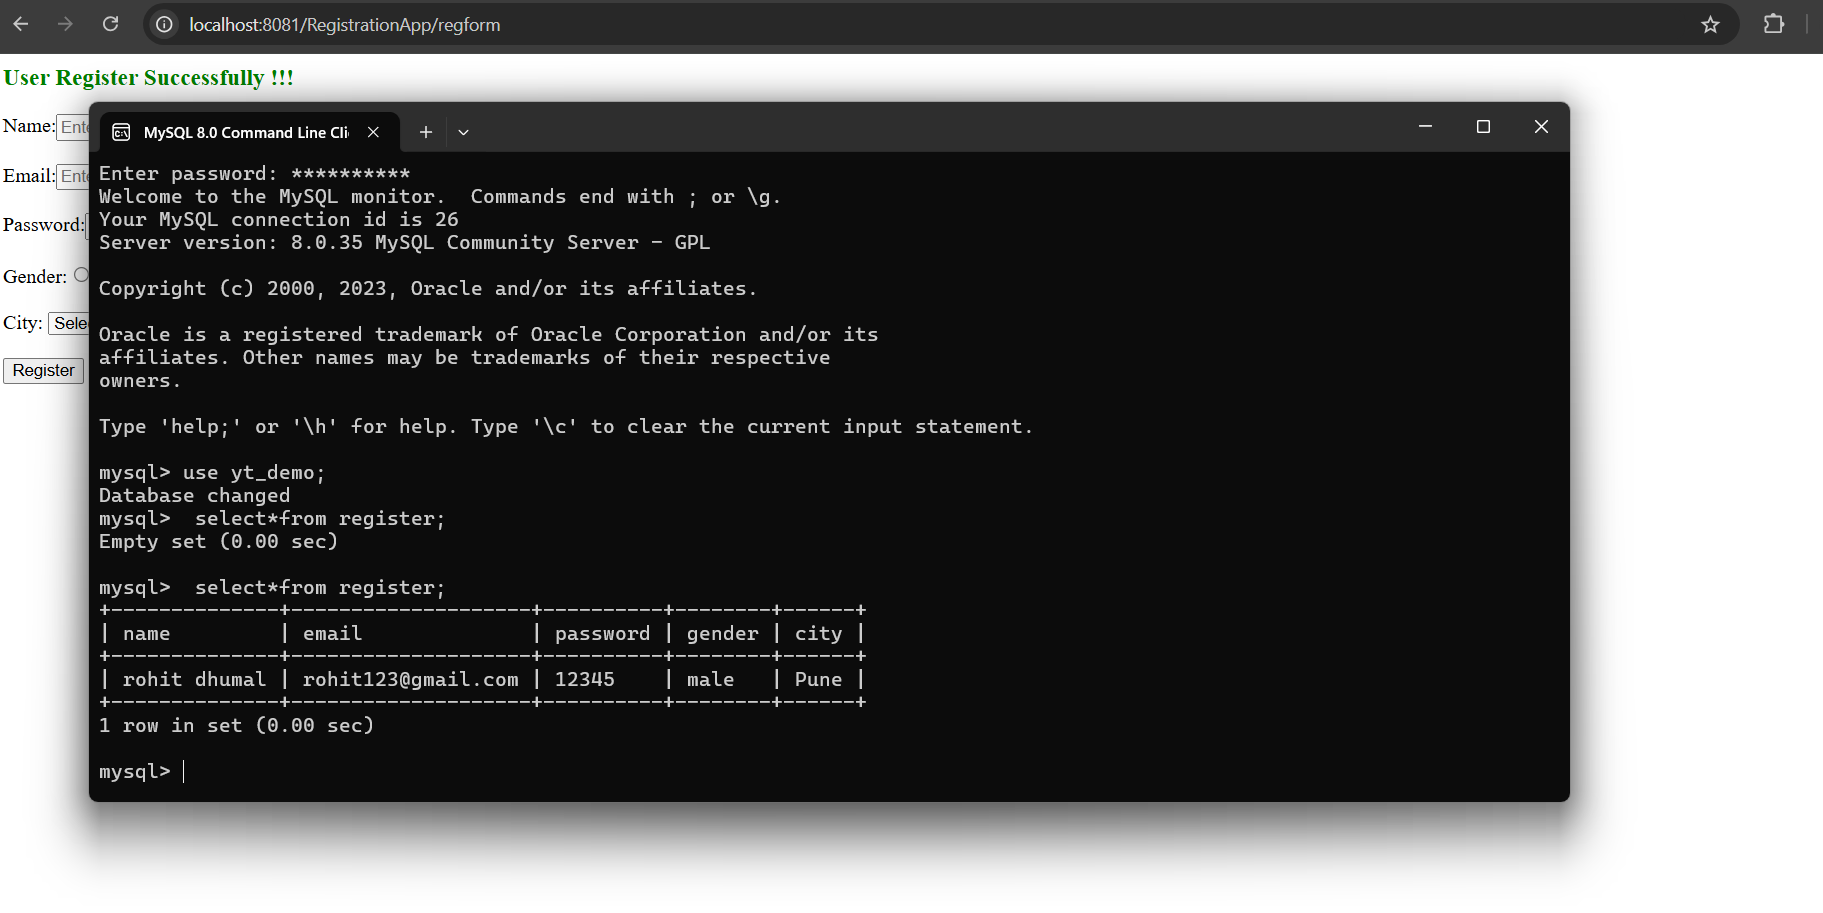 localhost:8081/RegistrationApp/regform
User Register Successfully !!!
Name:
Email:
Password:
Gender:
City:
Register
MySQL 8.0 Command Line Cli
Enter password: **********
Welcome to the MySQL monitor.  Commands end with ; or \g.
Your MySQL connection id is 26
Server version: 8.0.35 MySQL Community Server - GPL
Copyright (c) 2000, 2023, Oracle and/or its affiliates.
Oracle is a registered trademark of Oracle Corporation and/or its
affiliates. Other names may be trademarks of their respective
owners.
Type 'help;' or '\h' for help. Type '\c' to clear the current input statement.
mysql> use yt_demo;
Database changed
mysql>  select*from register;
Empty set (0.00 sec)
mysql>  select*from register;
+--------------+--------------------+----------+--------+------+
| name         | email              | password | gender | city |
+--------------+--------------------+----------+--------+------+
| rohit dhumal | rohit123@gmail.com | 12345    | male   | Pune |
+--------------+--------------------+----------+--------+------+
1 row in set (0.00 sec)
mysql>